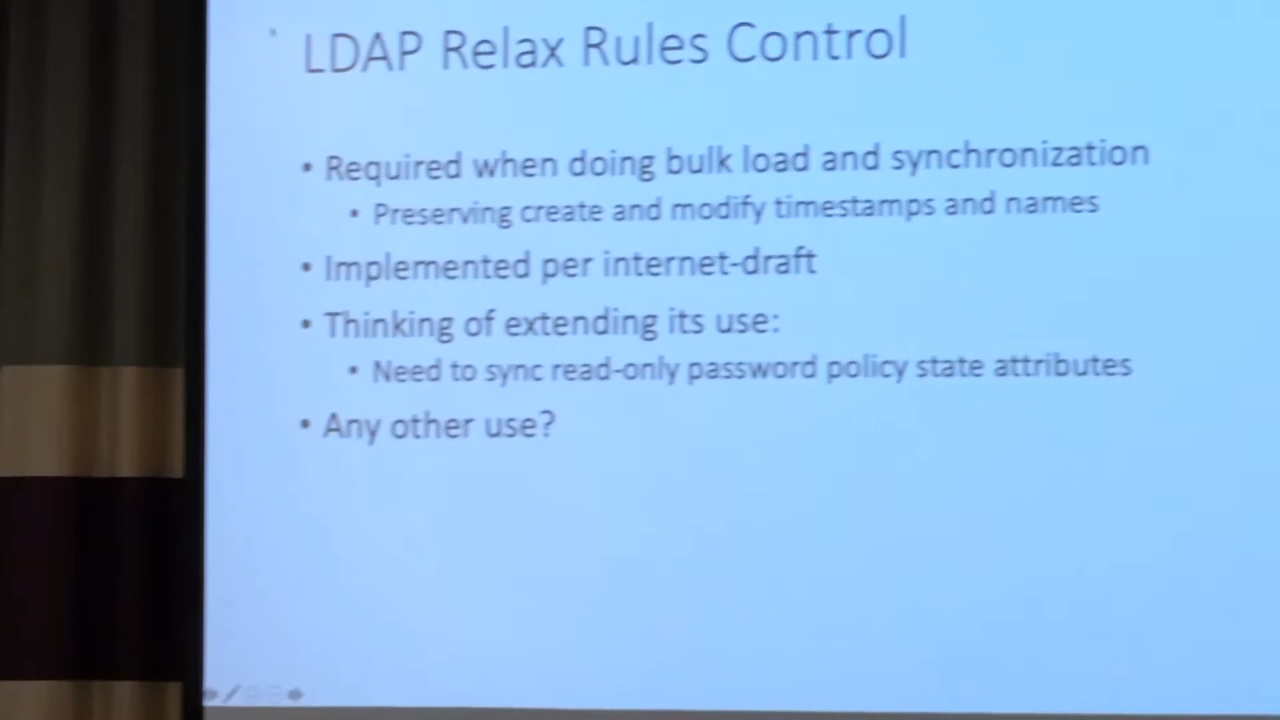 LDAP Relax Rules Control
• Required when doing bulk load and synchronization
• Preserving create and modify timestamps and names
• Implemented per internet-draft
• Thinking of extending its use:
• Need to sync read-only password policy state attributes
• Any other use?